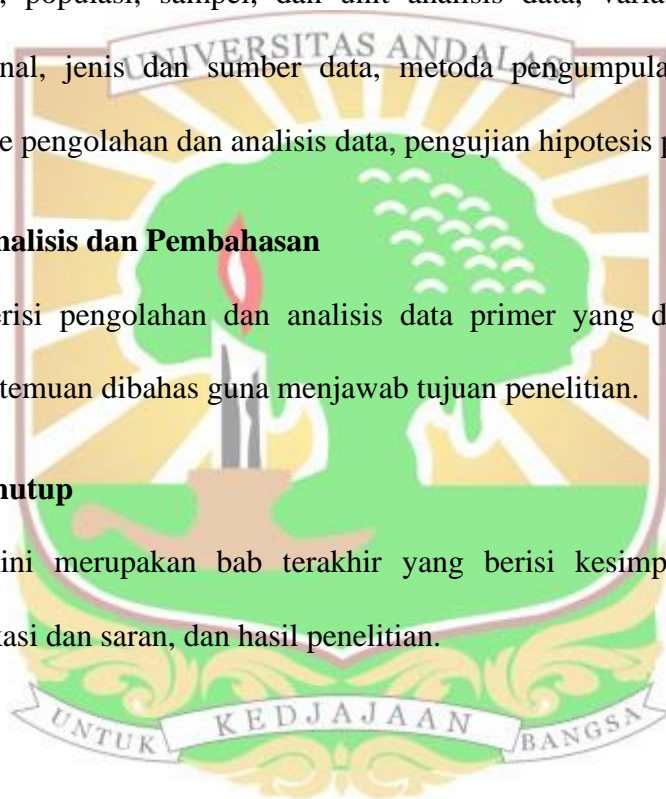 populasi, sampel, dan unit analisis data,
UNIVERSITAS ANDALAS
nal, jenis dan sumber data, metoda pengumpula
e pengolahan dan analisis data, pengujian hipotesis p
nalisis dan Pembahasan
erisi pengolahan dan analisis data primer yang d
temuan dibahas guna menjawab tujuan penelitian.
nutup
ini merupakan bab terakhir yang berisi kesimp
kasi dan saran, dan hasil penelitian.
UNTUK KEDJAJAAN BANGSA